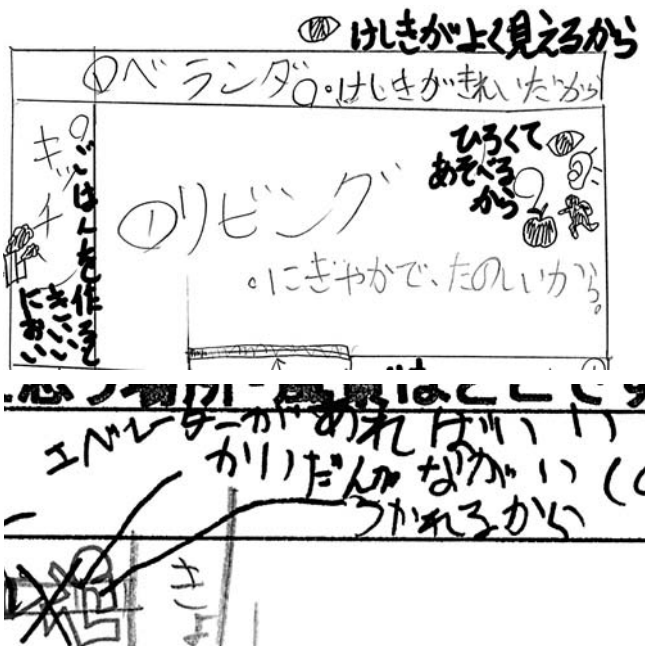 けしきがよく見えるから
①ベランダ
・けしきがきれいだから
キッチン
ごはんを作るときいいにおい
ひろくて
あそべる
から
①リビング
・にぎやかで、たのしいから。
エベレーターがあればいい
かいだんがながい
つかれるから